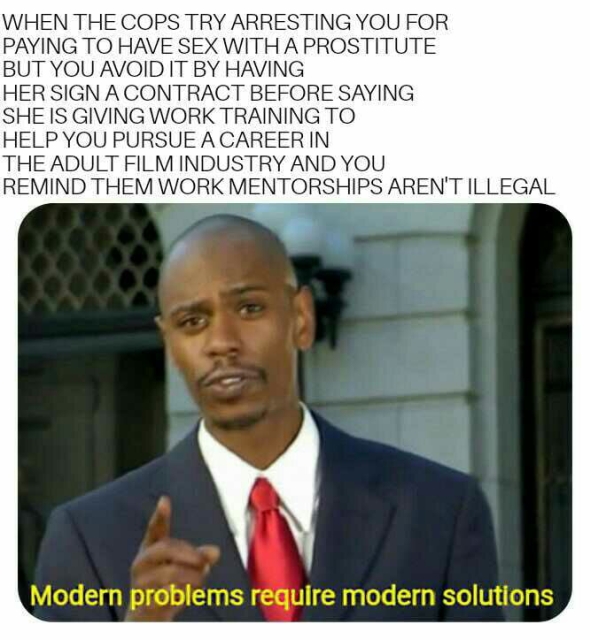 WHEN THE COPS TRY ARRESTING YOU FOR
PAYING TO HAVE SEX WITH A PROSTITUTE
BUT YOU AVOID IT BY HAVING
HER SIGN A CONTRACT BEFORE SAYING
SHE IS GIVING WORK TRAINING TO
HELP YOU PURSUE A CAREER IN
THE ADULT FILM INDUSTRY AND YOU
REMIND THEM WORK MENTORSHIPS AREN'T ILLEGAL
Modern problems require modern solutions